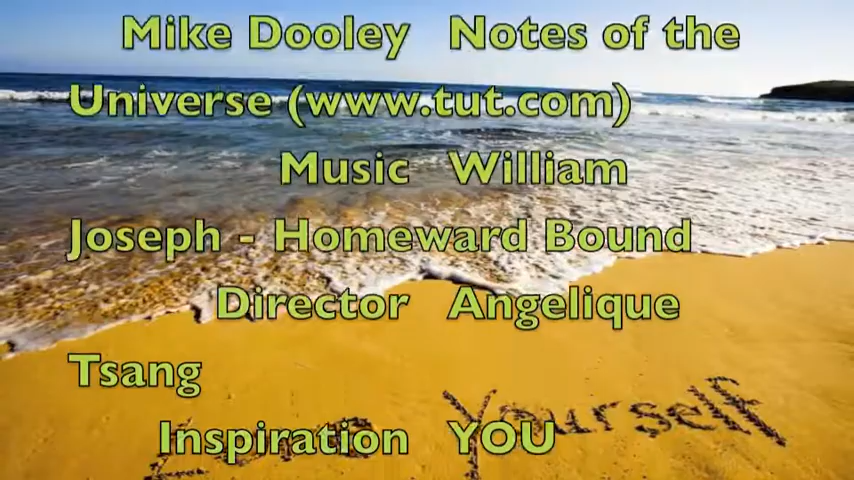 Mike Dooley Notes of the
Universe (www.tut.com)
Music William
Joseph - Homeward Bound
Director Angelique
Tsang
Inspiration YOU
Love Yourself